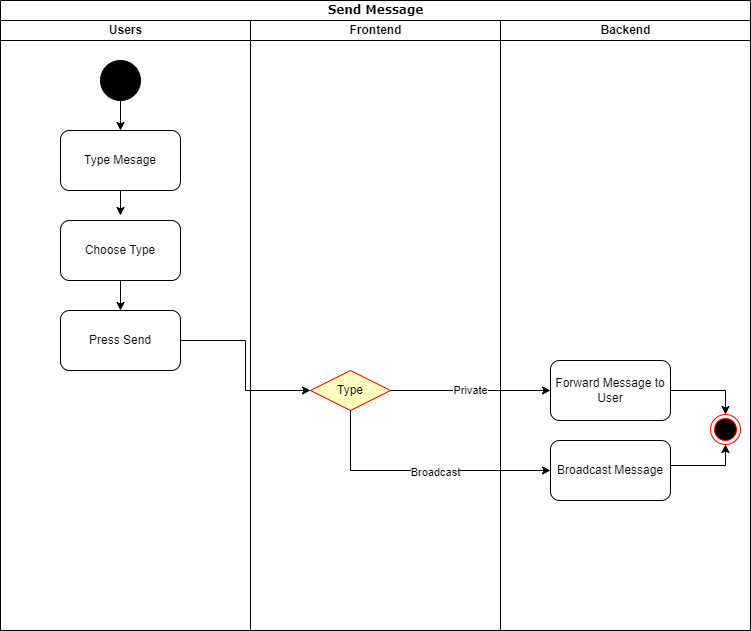 Send Message
Users
Frontend
Backend
Type Mesage
Choose Type
Press Send
Type
Private
Forward Message to
User
Broadcast
Broadcast Message